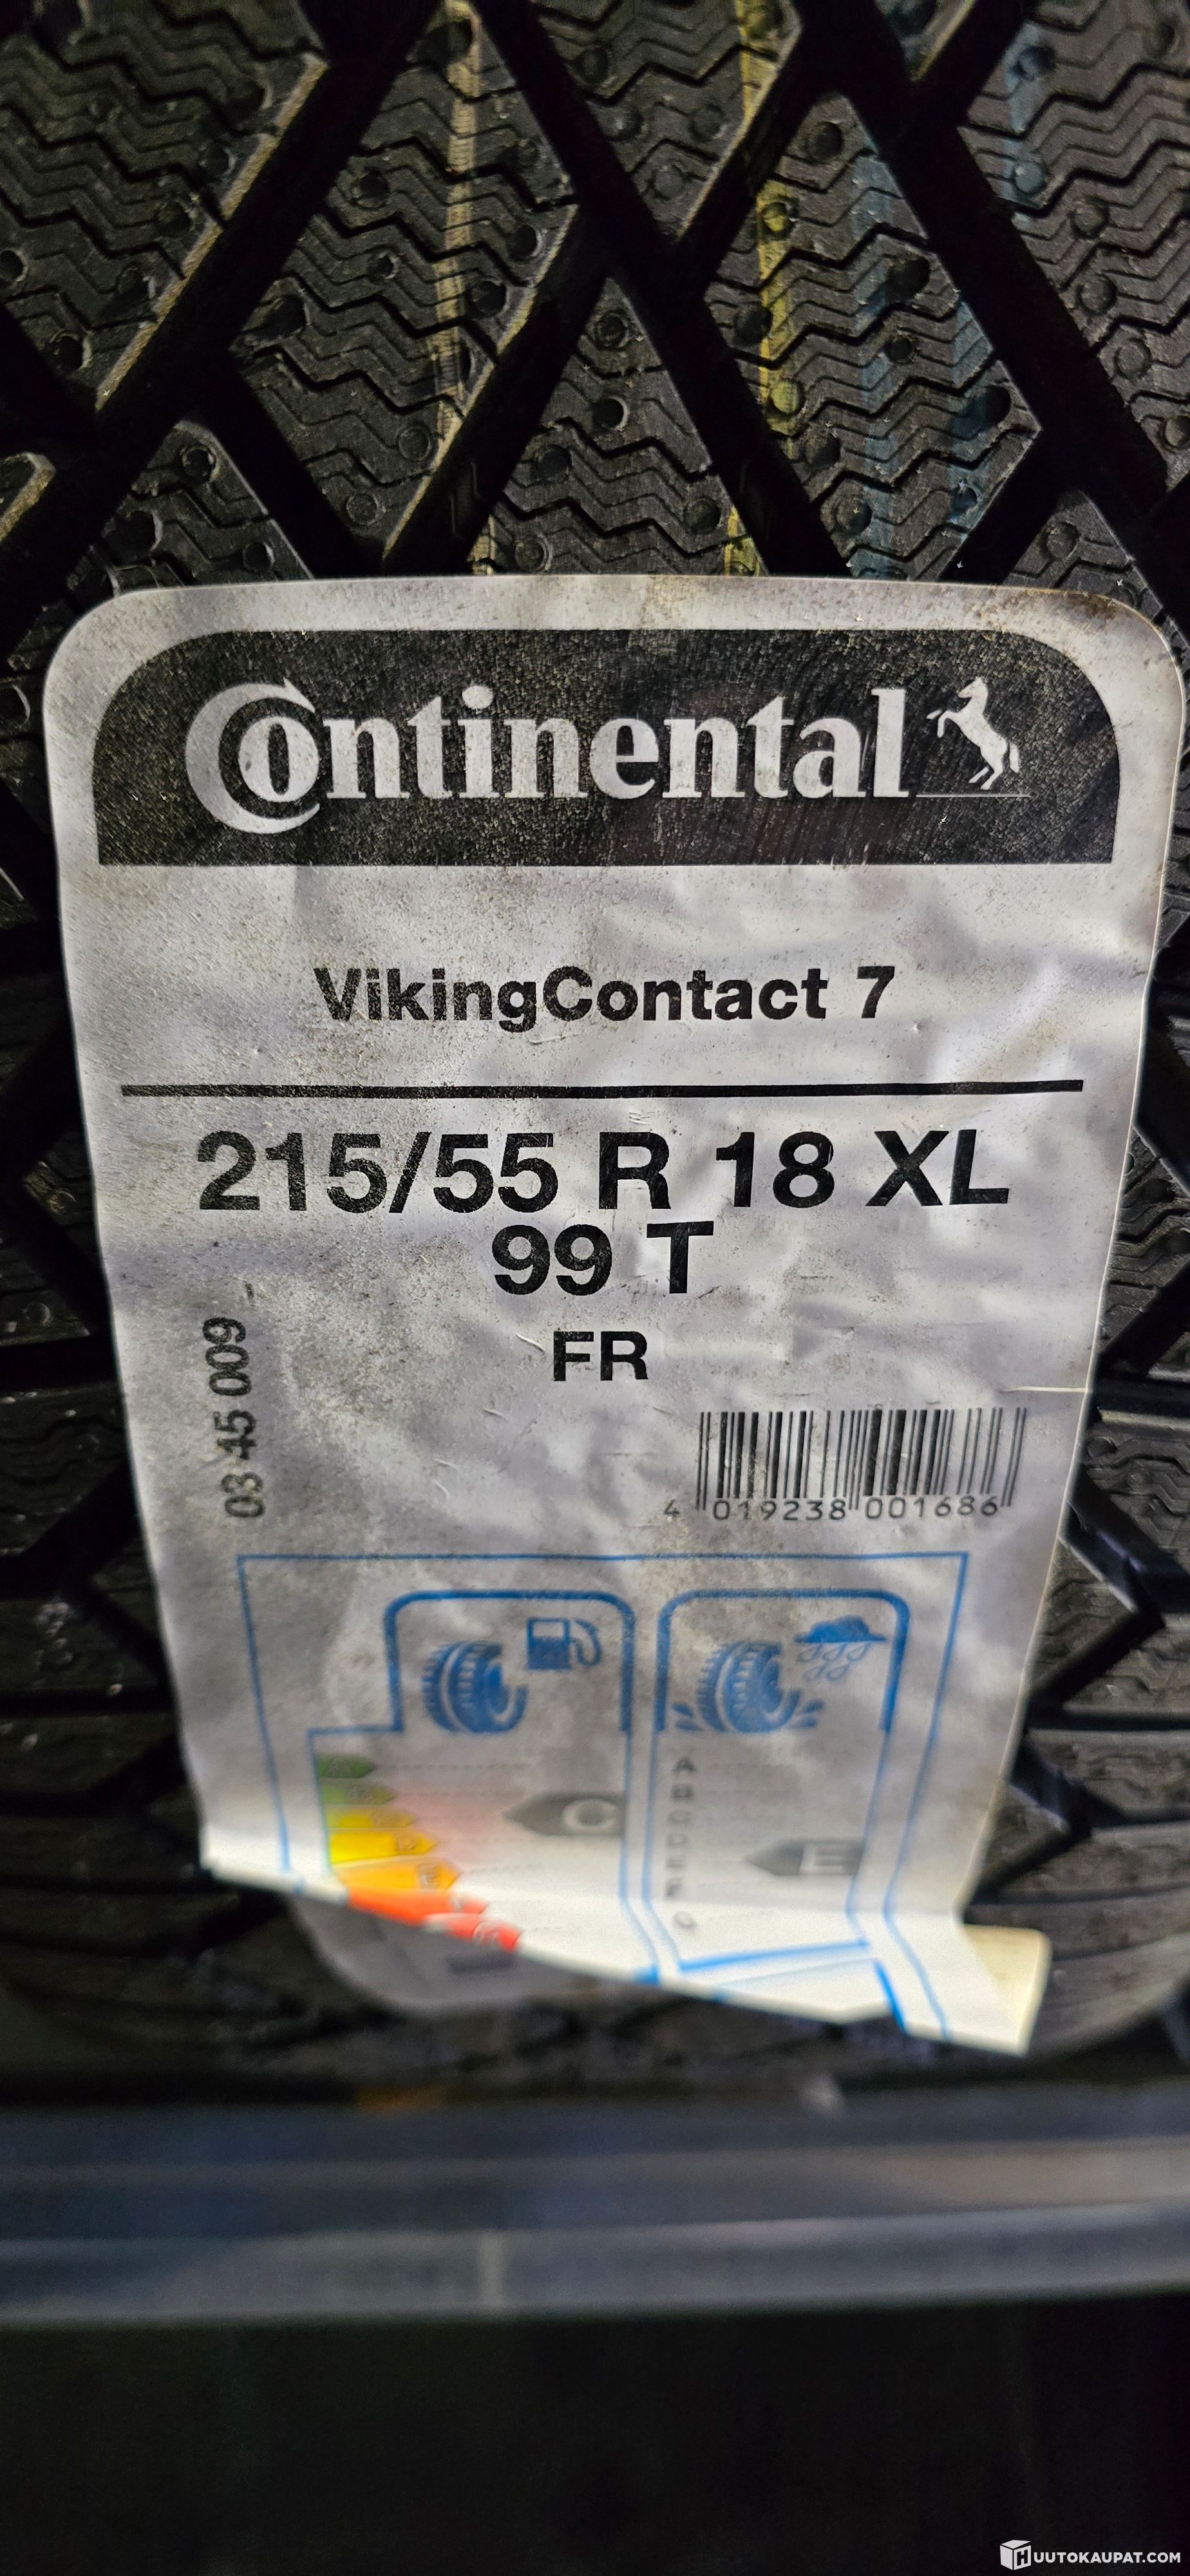 Continental
VikingContact 7
215/55 R 18 XL
99 T
FR
03 45 009
4 019238 001686
C
A
B
C
D
E
F
G
E
HUUTOKAUPAT.COM